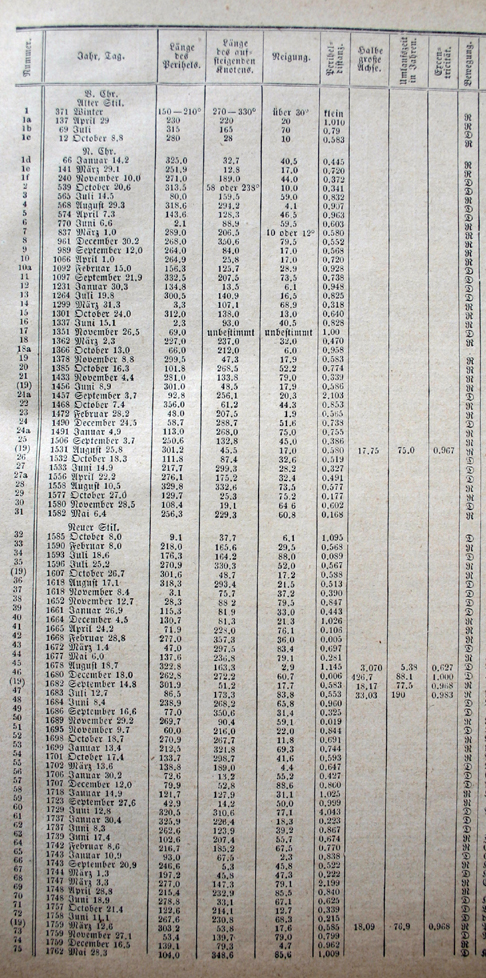 Nummer. Jahr, Tag. Länge des Perihels. Länge des aufsteigenden Knotens. Neigung. Periheldistanz. Halbe große Achse. Umlaufszeit in Jahren. Excentricität. Bewegung.
V. Chr.
Alter Stil.
1 371 Winter 150—210° 270—330° über 30° klein R
1a 137 April 29 230 220 20 1,010 R
1b 69 Juli 315 165 70 0,79 D
1c 12 October 8,8 280 28 10 0,583 R
N. Chr.
1d 66 Januar 14,2 325,0 32,7 40,5 0,445 R
1e 141 März 29,1 251,9 12,8 17,0 0,720 R
1f 240 November 10,0 271,0 189,0 44,0 0,372 D
2 539 October 20,6 313,5 58 oder 238° 10,0 0,341 D
3 565 Juli 14,5 80,0 159,5 59,0 0,832 R
4 568 August 29,3 318,6 294,2 4,1 0,907 D
5 574 April 7,3 143,6 128,3 46,5 0,963 D
6 770 Juni 6,6 2,1 88,9 59,5 0,603 R
7 837 März 1,0 289,0 206,5 10 oder 12° 0,580 R
8 961 December 30,2 268,0 350,6 79,5 0,552 R
9 989 September 12,0 264,0 84,0 17,0 0,568 R
10 1066 April 1,0 264,9 25,8 17,0 0,720 R
10a 1092 Februar 15,0 156,3 125,7 28,9 0,928 D
11 1097 September 21,9 332,5 207,5 73,5 0,738 D
12 1231 Januar 30,3 134,8 13,5 6,1 0,948 D
13 1264 Juli 19,8 300,5 140,9 16,5 0,825 D
14 1299 März 31,3 3,3 107,1 68,9 0,318 R
15 1301 October 24,0 312,0 138,0 13,0 0,640 R
16 1337 Juni 15,1 2,3 93,0 40,5 0,828 R
17 1351 November 26,5 69,0 unbestimmt unbestimmt 1,00 D
18 1362 März 2,3 227,0 237,0 32,0 0,470 R
18a 1366 October 13,0 66,0 212,0 6,0 0,958 D
19 1378 November 8,8 299,5 47,3 17,9 0,583 R
20 1385 October 16,3 101,8 268,5 52,2 0,774 R
21 1433 November 4,4 281,0 133,8 79,0 0,339 R
(19) 1456 Juni 8,9 301,0 48,5 17,9 0,586 R
21a 1457 September 3,7 92,8 256,1 20,3 2,103 D
22 1468 October 7,4 356,0 61,2 44,3 0,853 R
23 1472 Februar 28,2 48,0 207,5 1,9 R
24 1490 December 24,5 58,7 288,7 51,6 0,738 D
24a 1491 Januar 4,9 113,0 268,0 75,0 0,755 R
25 1506 September 3,7 250,6 132,8 45,0 0,386 R
(19) 1531 August 25,8 301,2 45,5 17,0 0,580 17,75 75,0 0,967 R
26 1532 October 18,3 111,8 87,4 32,6 0,519 D
27 1533 Juni 14,9 217,7 299,3 28,2 0,327 D
27a 1556 April 22,2 276,1 175,2 32,4 0,491 D
28 1558 August 10,5 329,8 332,6 73,5 0,577 R
29 1577 October 27,0 129,7 25,3 75,2 0,177 R
30 1580 November 28,5 108,4 19,1 64 6 0,602 D
31 1582 Mai 6,4 256,3 229,3 60,8 0,168 R
Neuer Stil.
32 1585 October 8,0 9,1 37,7 6,1 1,095 D
33 1590 Februar 8,0 218,0 165,6 29,5 0,568 R
34 1593 Juli 18,6 176,3 164,2 88,0 0,089 D
35 1596 Juli 25,2 270,9 330,3 52,0 0,567 R
(19) 1607 October 26,7 301,6 48,7 17,2 0,588 R
36 1618 August 17,1 318,3 293,4 21,5 0,513 D
37 1618 November 8,4 3,1 75,7 37,2 0,390 D
38 1652 November 12,7 28,3 88 2 79,5 0,847 D
39 1661 Januar 26,9 115,3 81,9 33,0 0,443 D
40 1664 December 4,5 130,7 81,3 21,3 1,026 R
41 1665 April 24,2 71,9 228,0 76,1 0,106 R
42 1668 Februar 28,8 277,0 357,3 36,0 0,005 R
43 1672 März 1,4 47,0 297,5 83,4 0,697 D
44 1677 Mai 6,0 137,6 236,8 79,1 0,281 R
45 1678 August 18,7 322,8 163,3 2,9 1,145 3,070 5,38 0,627 D
46 1680 December 18,0 262,8 272,2 60,7 0,006 426,7 88,1 1,000 D
(19) 1682 September 14,8 301,9 51,2 17,7 0,583 18,17 77,5 0,968 R
47 1683 Juli 12,7 86,5 173,3 83,8 0,553 33,03 190 0,983 R
48 1684 Juni 8,4 238,9 268,2 65,8 0,960 D
49 1686 September 16,6 77,0 350,6 31,4 0,325 D
50 1689 November 29,2 269,7 90,4 59,1 0,019 R
51 1695 November 9,7 60,0 216,0 22,0 0,844 D
52 1698 October 18,7 270,9 267,7 11,8 0,691 R
53 1699 Januar 13,4 212,5 321,8 69,3 0,744 R
54 1701 October 17,4 133,7 298,7 41,6 0,593 R
55 1702 März 13,6 138,8 189,0 4,4 0,647 D
56 1706 Januar 30,2 72,6 13,2 55,2 0,427 D
57 1707 December 12,0 79,9 52,8 88,6 0,860 D
58 1718 Januar 14,9 121,7 127,9 31,1 1,025 R
59 1723 September 27,6 42,9 14,2 50,0 0,999 R
60 1729 Juni 12,8 320,5 310,6 77,1 4,043 D
61 1737 Januar 30,4 325,9 226,4 18,3 0,223 D
62 1737 Juni 8,3 262,6 123,9 39,2 0,867 D
63 1739 Juni 17,4 102,6 207,4 55,7 0,674 R
64 1742 Februar 8,6 216,7 185,2 67,5 0,770 R
65 1743 Januar 10,9 93,0 67,5 2,3 0,838 D
66 1743 September 20,9 246,6 5,3 45,8 0,522 R
67 1744 März 1,3 197,2 45,8 47,3 0,222 D
68 1747 März 3,3 277,0 147,3 79,1 2,199 R
69 1748 April 28,8 215,4 232,9 85,5 0,840 R
70 1748 Juni 18,9 278,8 33,1 67,1 0,625 D
71 1757 October 21,4 122,6 214,1 12,7 0,339 D
72 1758 Juni 11,1 267,6 230,8 68,3 0,215 D
(19) 1759 März 12,6 303 2 53,8 17,6 0,585 18,09 76,9 0,968 R
73 1759 November 27,1 53,4 139,7 79,0 0,799 D
74 1759 December 16,5 139,1 79,3 4,7 0,962 R
75 1762 Mai 28,3 104,0 348,6 85,6 1,009 D